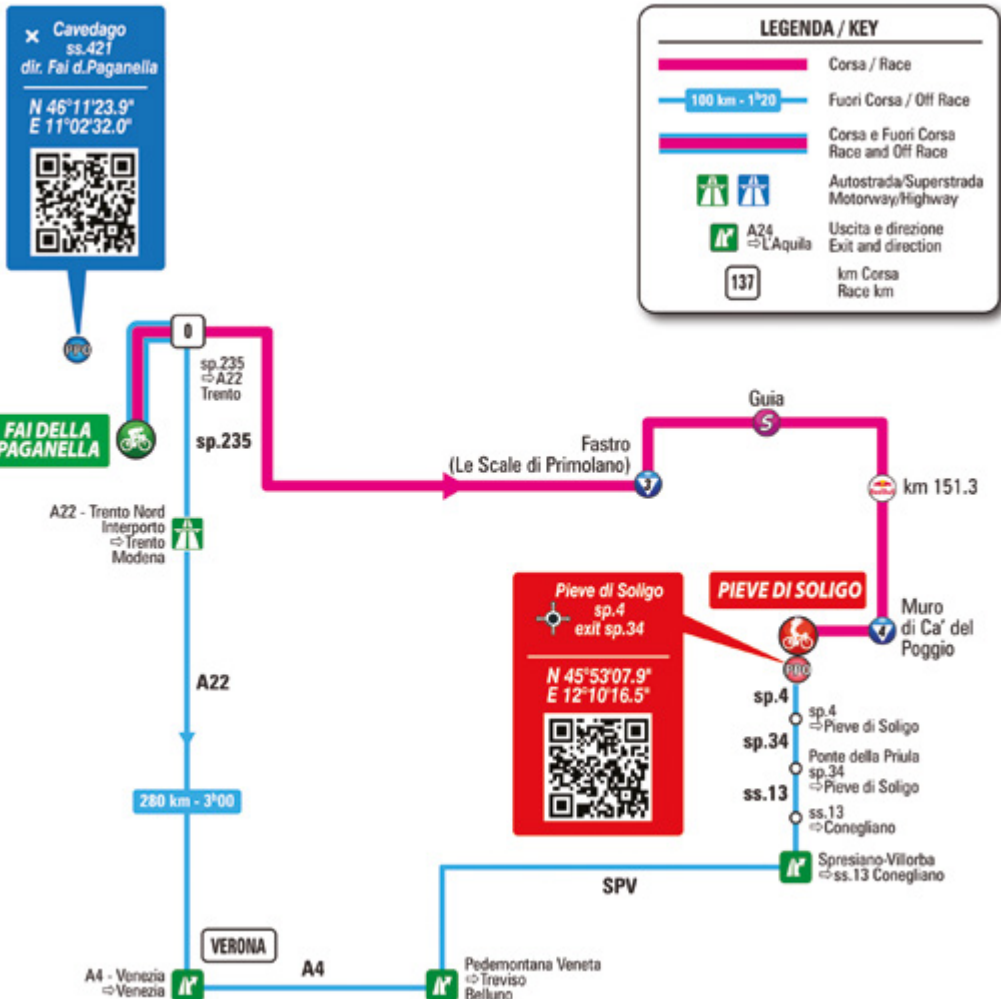 × Cavedago
ss.421
dir. Fai d.Paganella
N 46°11'23.9"
E 11°02'32.0"
LEGENDA / KEY
Corsa / Race
100 km - 1ʰ20
Fuori Corsa / Off Race
Corsa e Fuori Corsa
Race and Off Race
Autostrada/Superstrada
Motorway/Highway
A24
⇨L'Aquila
Uscita e direzione
Exit and direction
137
km Corsa
Race km
PPO
0
sp.235
⇨A22
Trento
FAI DELLA
PAGANELLA
sp.235
Guia
S
Fastro
(Le Scale di Primolano)
3
Red Bull
km 151.3
A22 - Trento Nord
Interporto
⇨Trento
Modena
Pieve di Soligo
sp.4
exit sp.34
N 45°53'07.9"
E 12°10'16.5"
PIEVE DI SOLIGO
4
Muro
di Ca' del
Poggio
PPO
sp.4
sp.4
⇨Pieve di Soligo
sp.34
Ponte della Priula
sp.34
⇨Pieve di Soligo
ss.13
ss.13
⇨Conegliano
A22
280 km - 3ʰ00
Spresiano-Villorba
⇨ss.13 Conegliano
SPV
VERONA
A4 - Venezia
⇨Venezia
A4
Pedemontana Veneta
⇨Treviso
Belluno